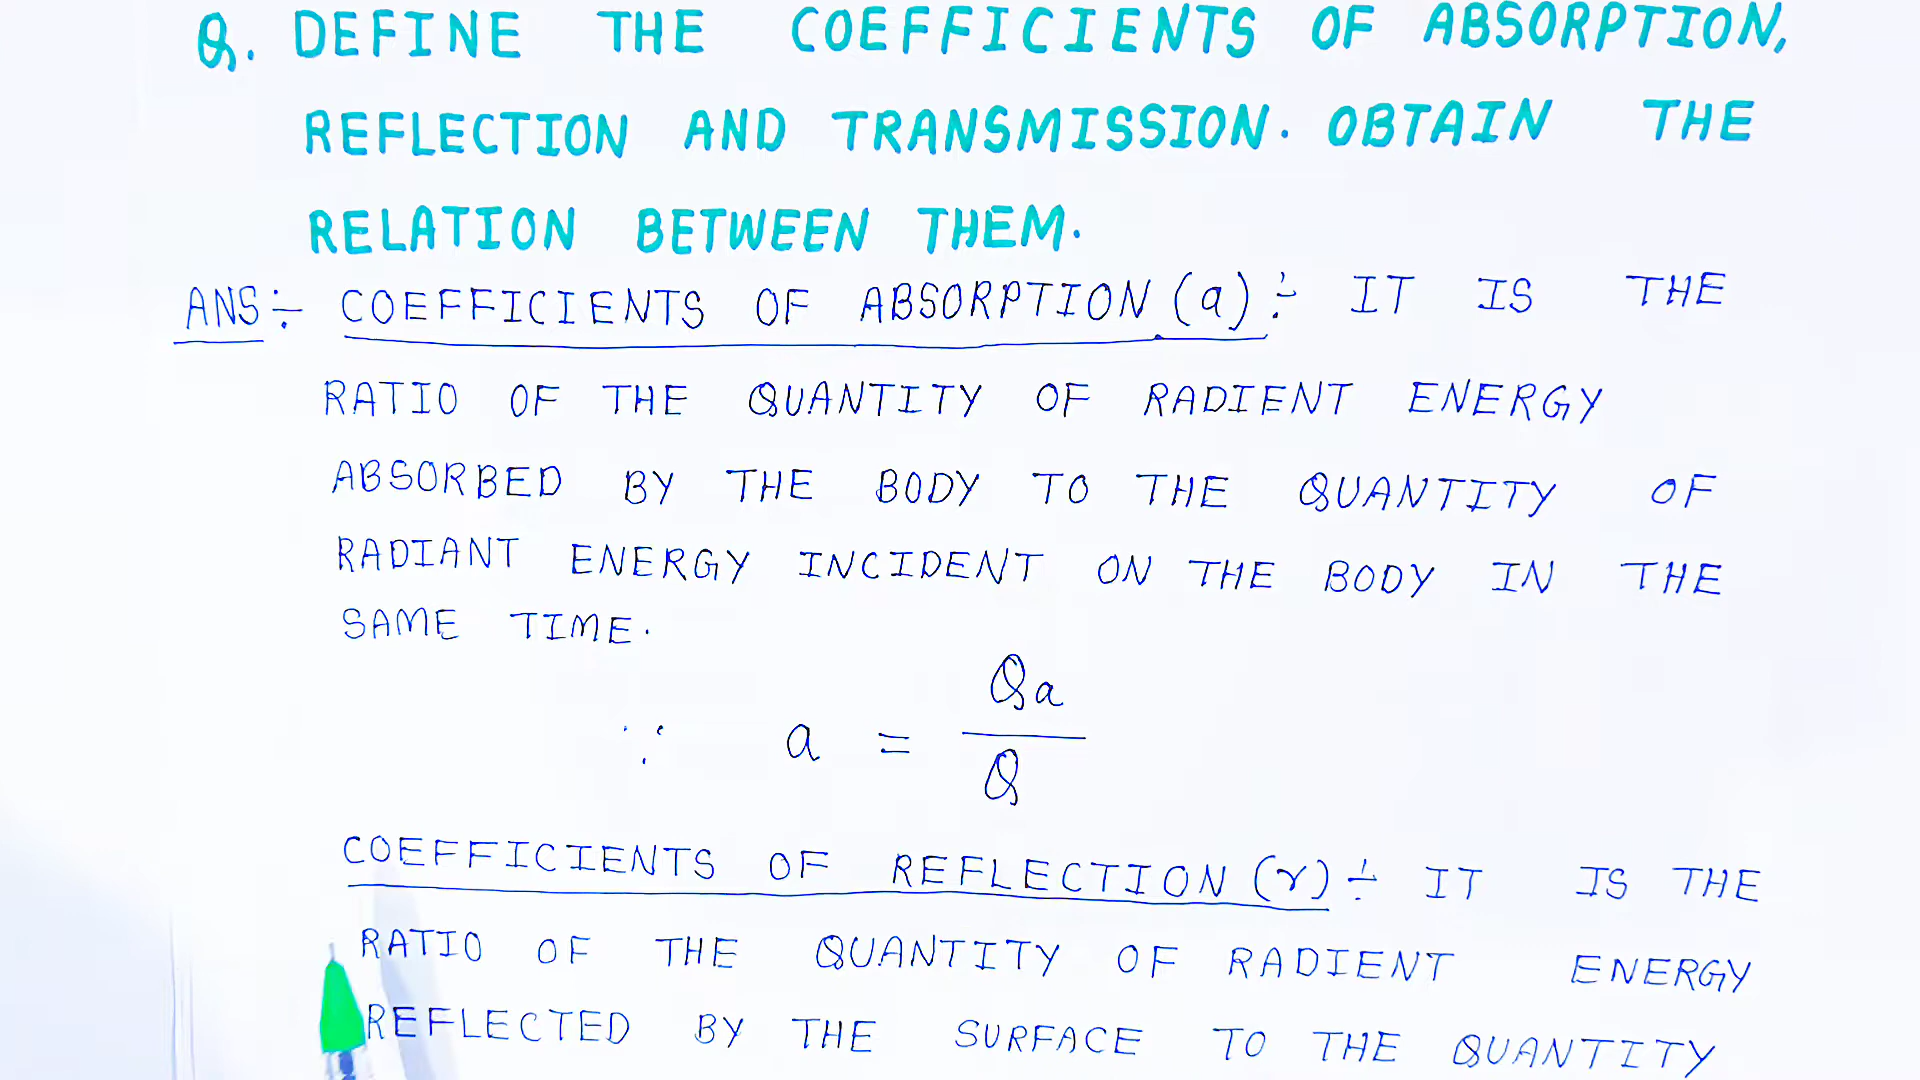 Q. DEFINE THE COEFFICIENTS OF ABSORPTION,
REFLECTION AND TRANSMISSION. OBTAIN THE
RELATION BETWEEN THEM.
ANS:- COEFFICIENTS OF ABSORPTION (a) :- IT IS THE
RATIO OF THE QUANTITY OF RADIENT ENERGY
ABSORBED BY THE BODY TO THE QUANTITY OF
RADIANT ENERGY INCIDENT ON THE BODY IN THE
SAME TIME.
∵ a = Qa / Q
COEFFICIENTS OF REFLECTION (r) :- IT IS THE
RATIO OF THE QUANTITY OF RADIENT ENERGY
REFLECTED BY THE SURFACE TO THE QUANTITY